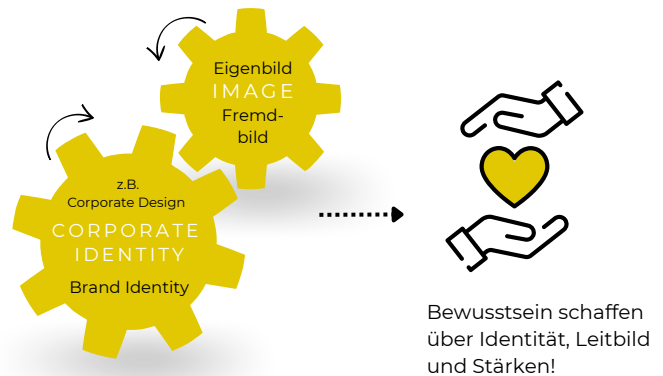 Eigenbild
IMAGE
Fremd-
bild
z.B.
Corporate Design
CORPORATE
IDENTITY
Brand Identity
Bewusstsein schaffen
über Identität, Leitbild
und Stärken!